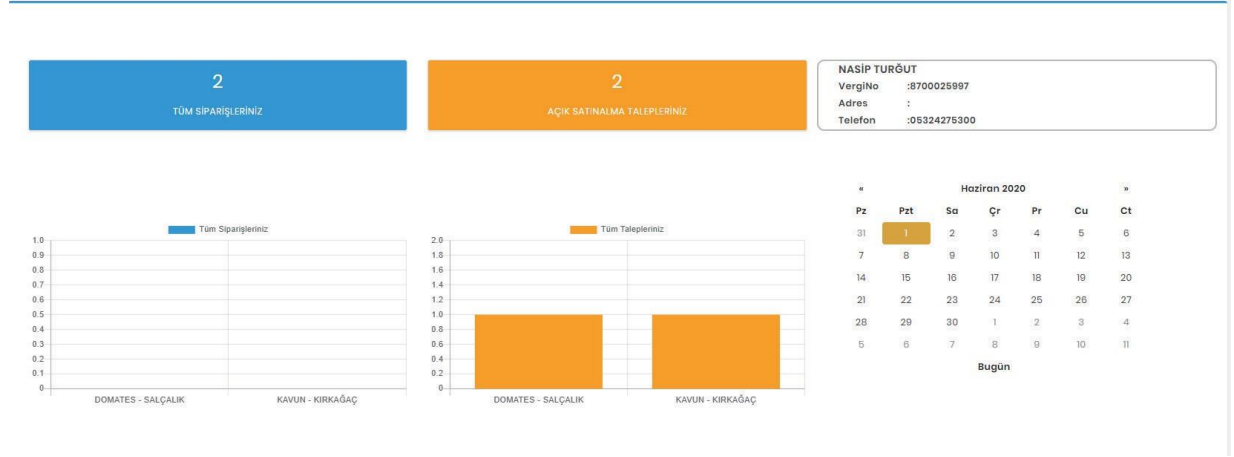 2
TÜM SİPARİŞLERİNİZ
2
AÇIK SATINALMA TALEPLERİNİZ
NASİP TURĞUT
VergiNo :8700025997
Adres :
Telefon :05324275300
Tüm Siparişleriniz
1.0
0.9
0.8
0.7
0.6
0.5
0.4
0.3
0.2
0.1
0
DOMATES - SALÇALIK KAVUN - KIRKAĞAÇ
Tüm Talepleriniz
2.0
1.8
1.6
1.4
1.2
1.0
0.8
0.6
0.4
0.2
0
DOMATES - SALÇALIK KAVUN - KIRKAĞAÇ
« Haziran 2020 »
Pz Pzt Sa Çr Pr Cu Ct
31 1 2 3 4 5 6
7 8 9 10 11 12 13
14 15 16 17 18 19 20
21 22 23 24 25 26 27
28 29 30 1 2 3 4
5 6 7 8 9 10 11
Bugün